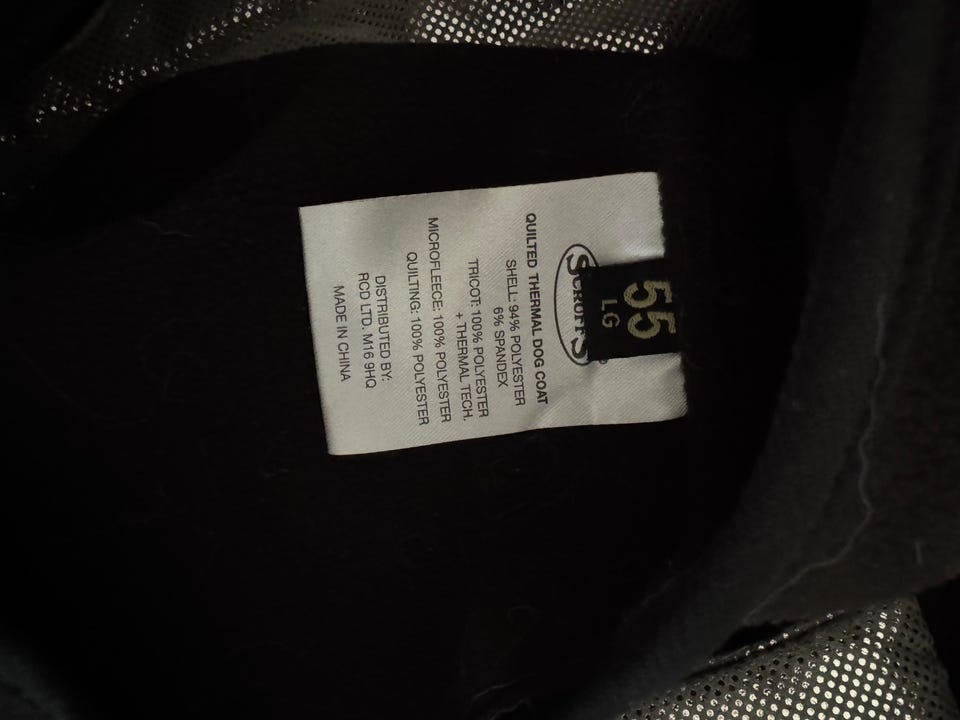 55
LG
SCRUFFS®
QUILTED THERMAL DOG COAT
SHELL: 94% POLYESTER
6% SPANDEX
TRICOT: 100% POLYESTER
+ THERMAL TECH.
MICROFLEECE: 100% POLYESTER
QUILTING: 100% POLYESTER
DISTRIBUTED BY:
RCD LTD. M16 9HQ
MADE IN CHINA